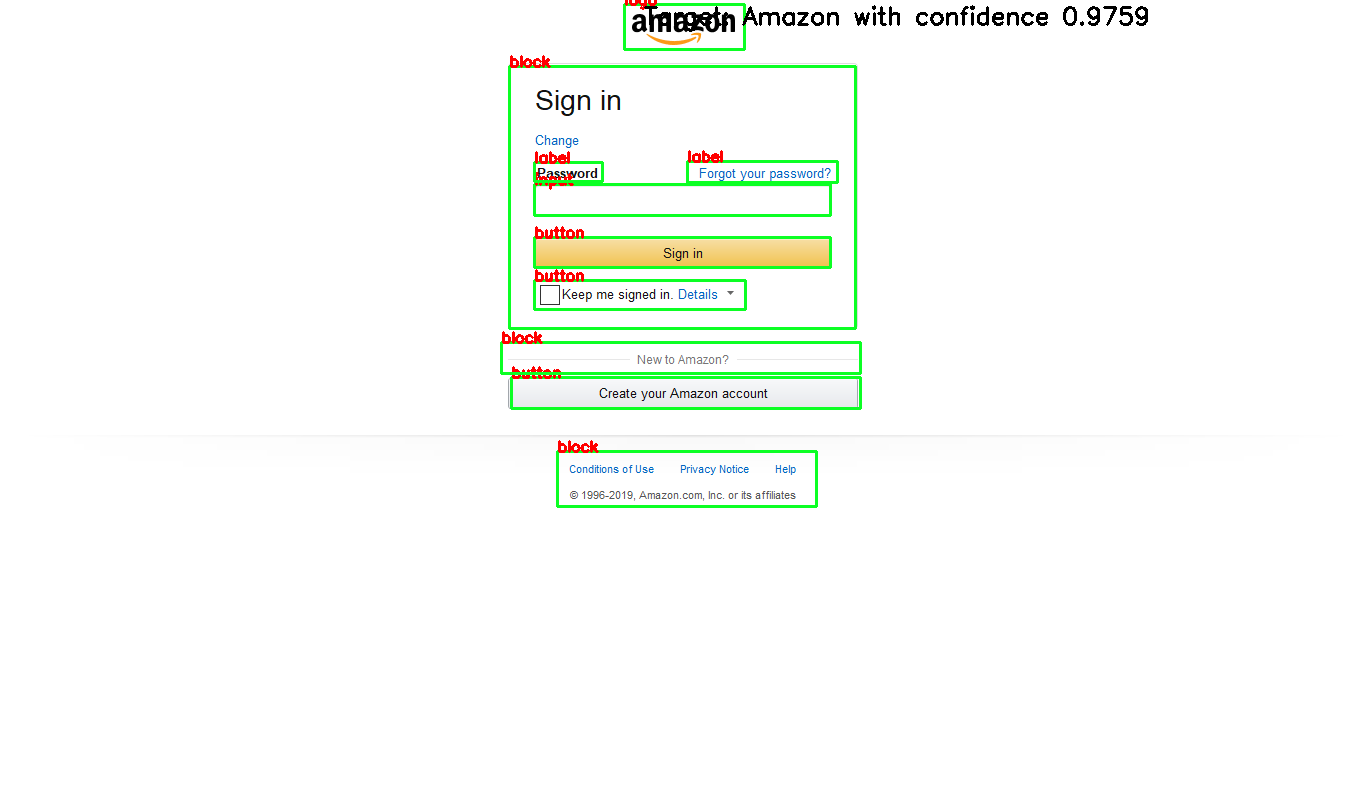 logo
Target: Amazon with confidence 0.9759
amazon
block
Sign in
Change
label
label
Password
Forgot your password?
input
button
Sign in
button
Keep me signed in. Details
block
New to Amazon?
button
Create your Amazon account
block
Conditions of Use Privacy Notice Help
© 1996-2019, Amazon.com, Inc. or its affiliates